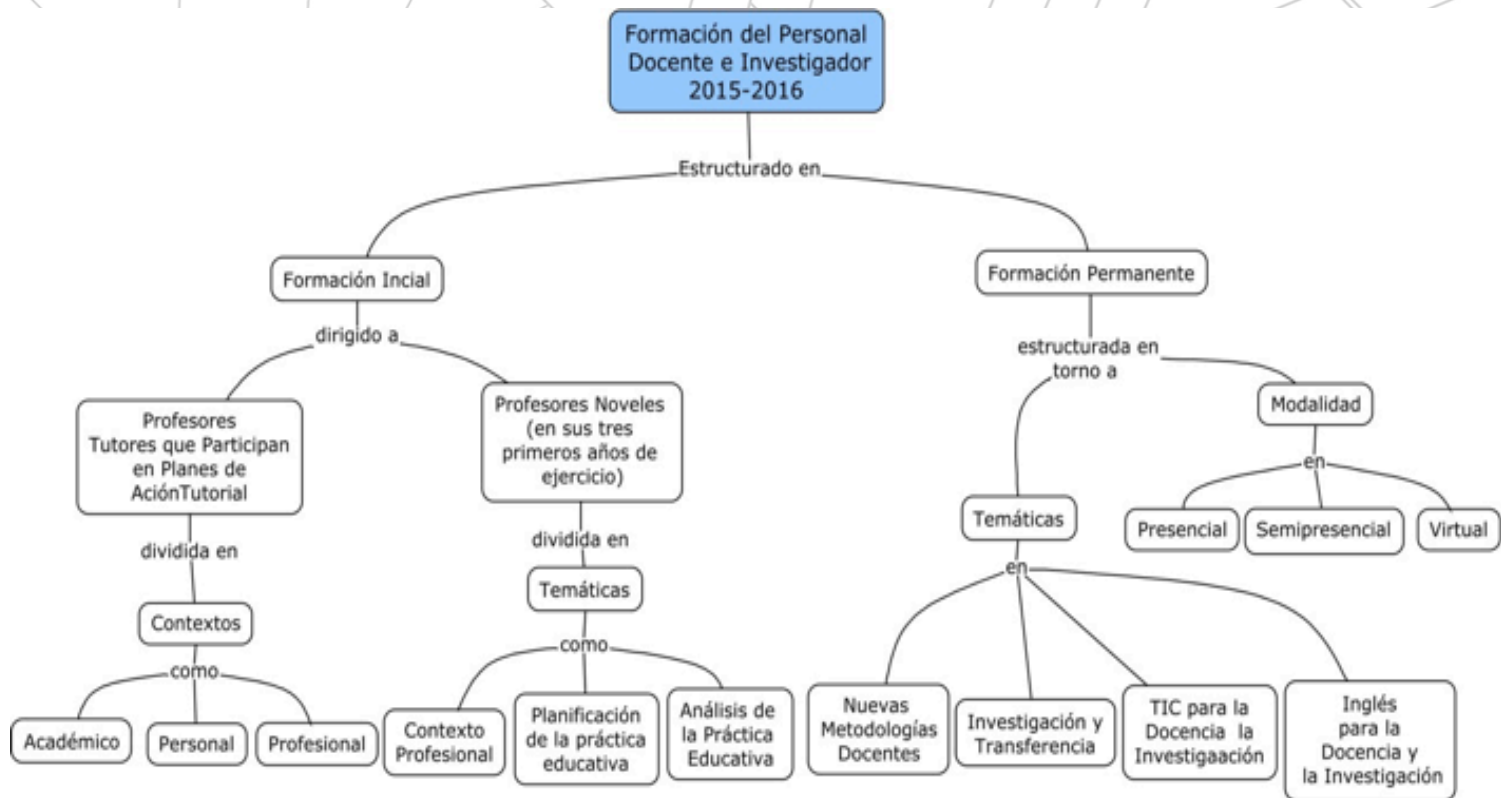 Formación del Personal
Docente e Investigador
2015-2016
Estructurado en
Formación Incial
Formación Permanente
dirigido a
estructurada en
torno a
Profesores
Tutores que Participan
en Planes de
AciónTutorial
Profesores Noveles
(en sus tres
primeros años de
ejercicio)
Modalidad
en
Presencial
Semipresencial
Virtual
Temáticas
en
dividida en
dividida en
Contextos
Temáticas
como
como
Académico
Personal
Profesional
Contexto
Profesional
Planificación
de la práctica
educativa
Análisis de
la Práctica
Educativa
Nuevas
Metodologías
Docentes
Investigación y
Transferencia
TIC para la
Docencia la
Investigaación
Inglés
para la
Docencia y
la Investigación